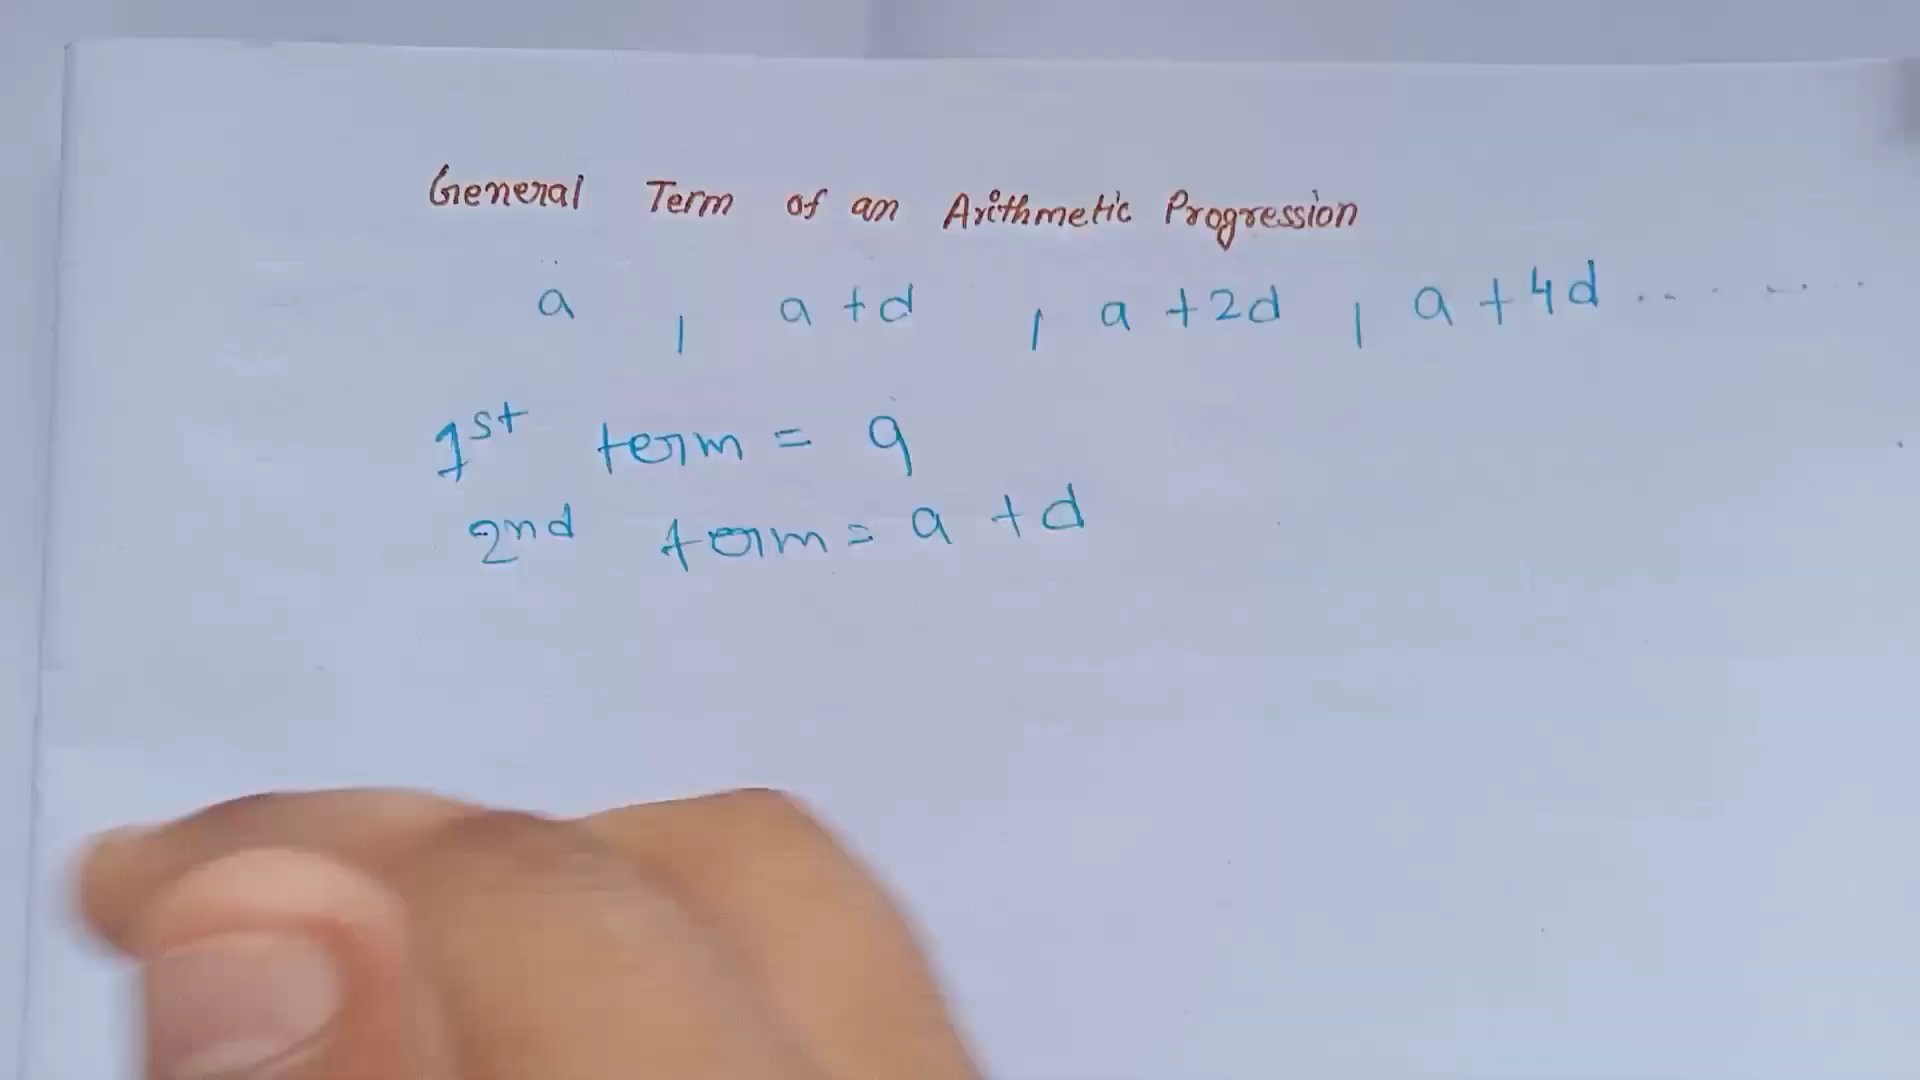 General Term of an Arithmetic Progression
a , a + d , a + 2d , a + 4d .......
1st term = a
2nd term = a + d